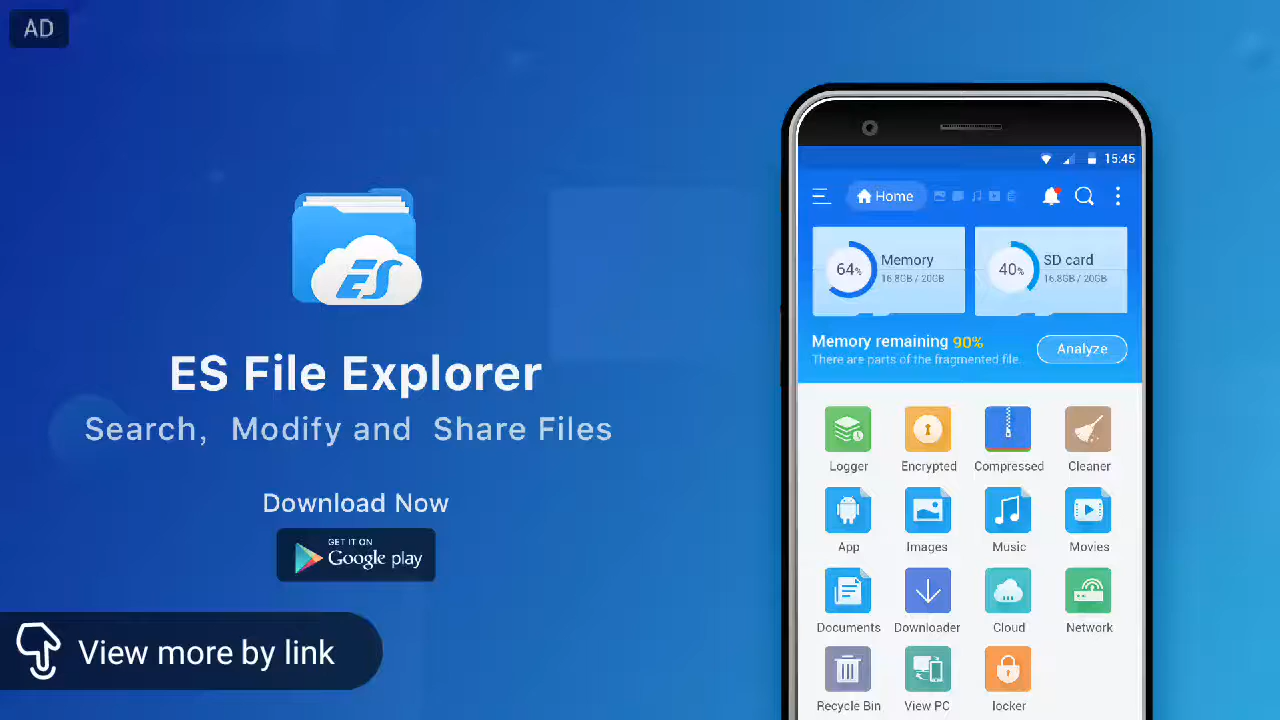 AD
ES
ES File Explorer
Search, Modify and Share Files
Download Now
GET IT ON
Google play
View more by link
15:45
Home
64% Memory
16.8GB / 20GB
40% SD card
16.8GB / 20GB
Memory remaining 90%
There are parts of the fragmented file.
Analyze
Logger Encrypted Compressed Cleaner
App Images Music Movies
Documents Downloader Cloud Network
Recycle Bin View PC locker